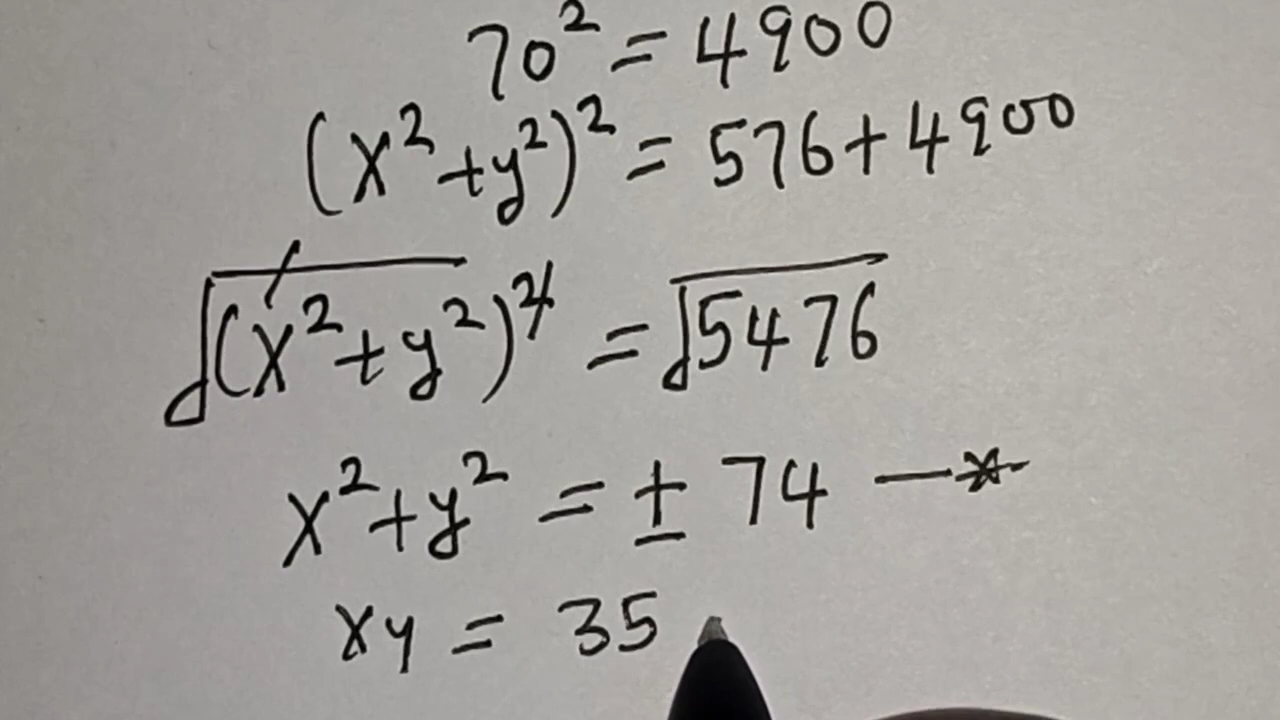 70² = 4900
(x²+y²)² = 576+4900
√(x²+y²)² = √5476
x²+y² = ± 74 —*
xy = 35